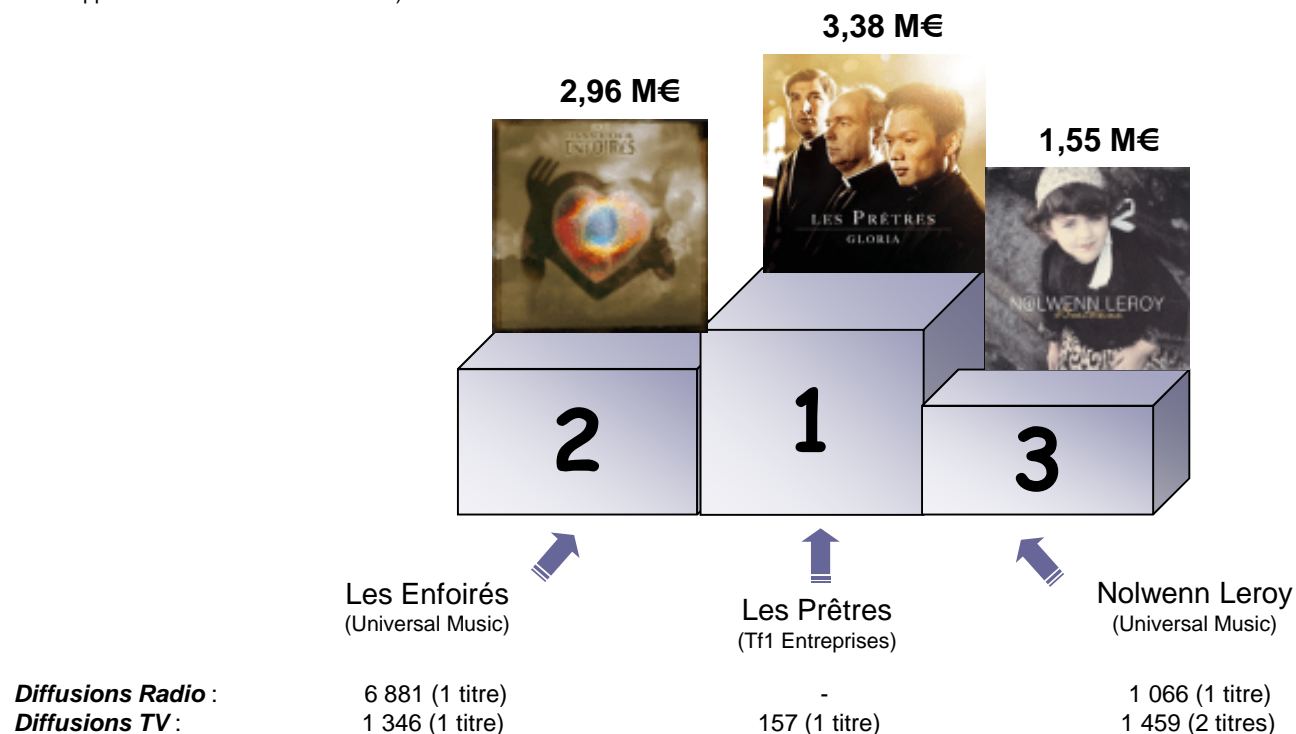 3,38 M€
2,96 M€
1,55 M€
ENFOIRÉS
LES PRÊTRES
GLORIA
NOLWENN LEROY
2
1
3
Les Enfoirés
(Universal Music)
Les Prêtres
(Tf1 Entreprises)
Nolwenn Leroy
(Universal Music)
Diffusions Radio : 6 881 (1 titre) - 1 066 (1 titre)
Diffusions TV : 1 346 (1 titre) 157 (1 titre) 1 459 (2 titres)